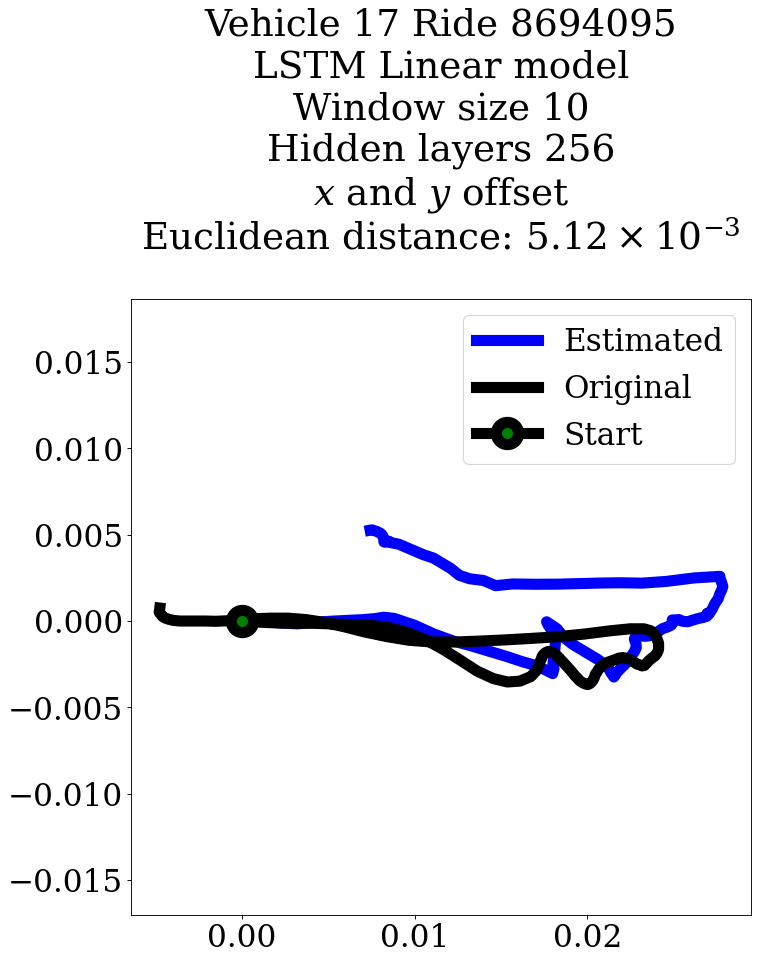 Vehicle 17 Ride 8694095
LSTM Linear model
Window size 10
Hidden layers 256
x and y offset
Euclidean distance: 5.12 × 10⁻³
Estimated
Original
Start
0.015
0.010
0.005
0.000
−0.005
−0.010
−0.015
0.00 0.01 0.02